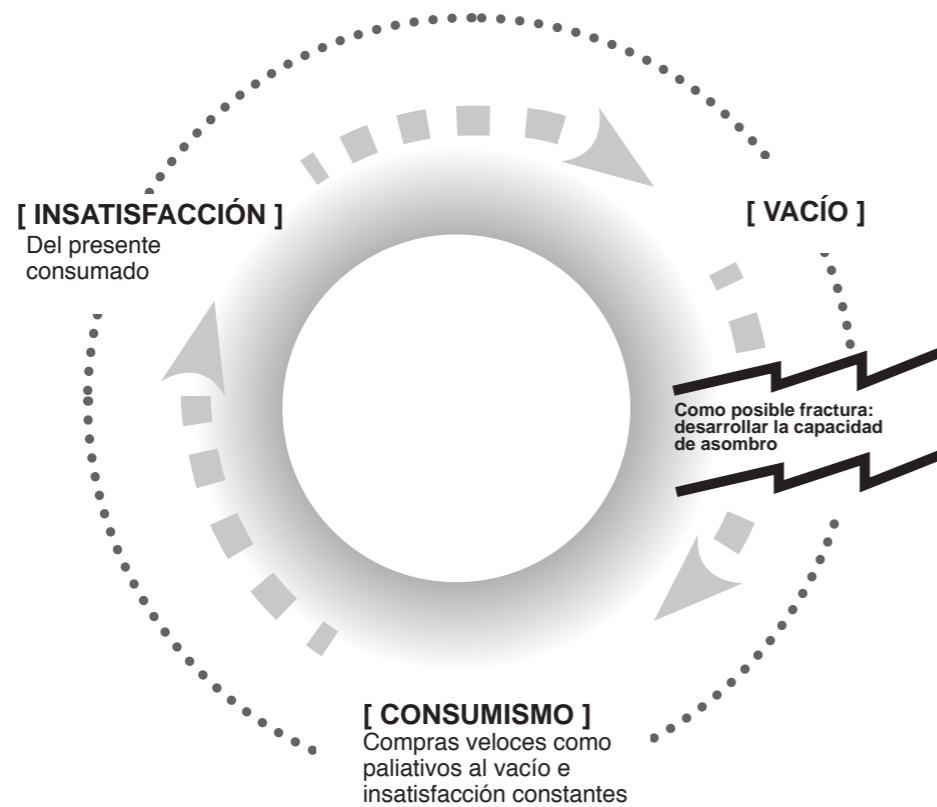 [ INSATISFACCIÓN ]
Del presente
consumado
[ VACÍO ]
Como posible fractura:
desarrollar la capacidad
de asombro
[ CONSUMISMO ]
Compras veloces como
paliativos al vacío e
insatisfacción constantes